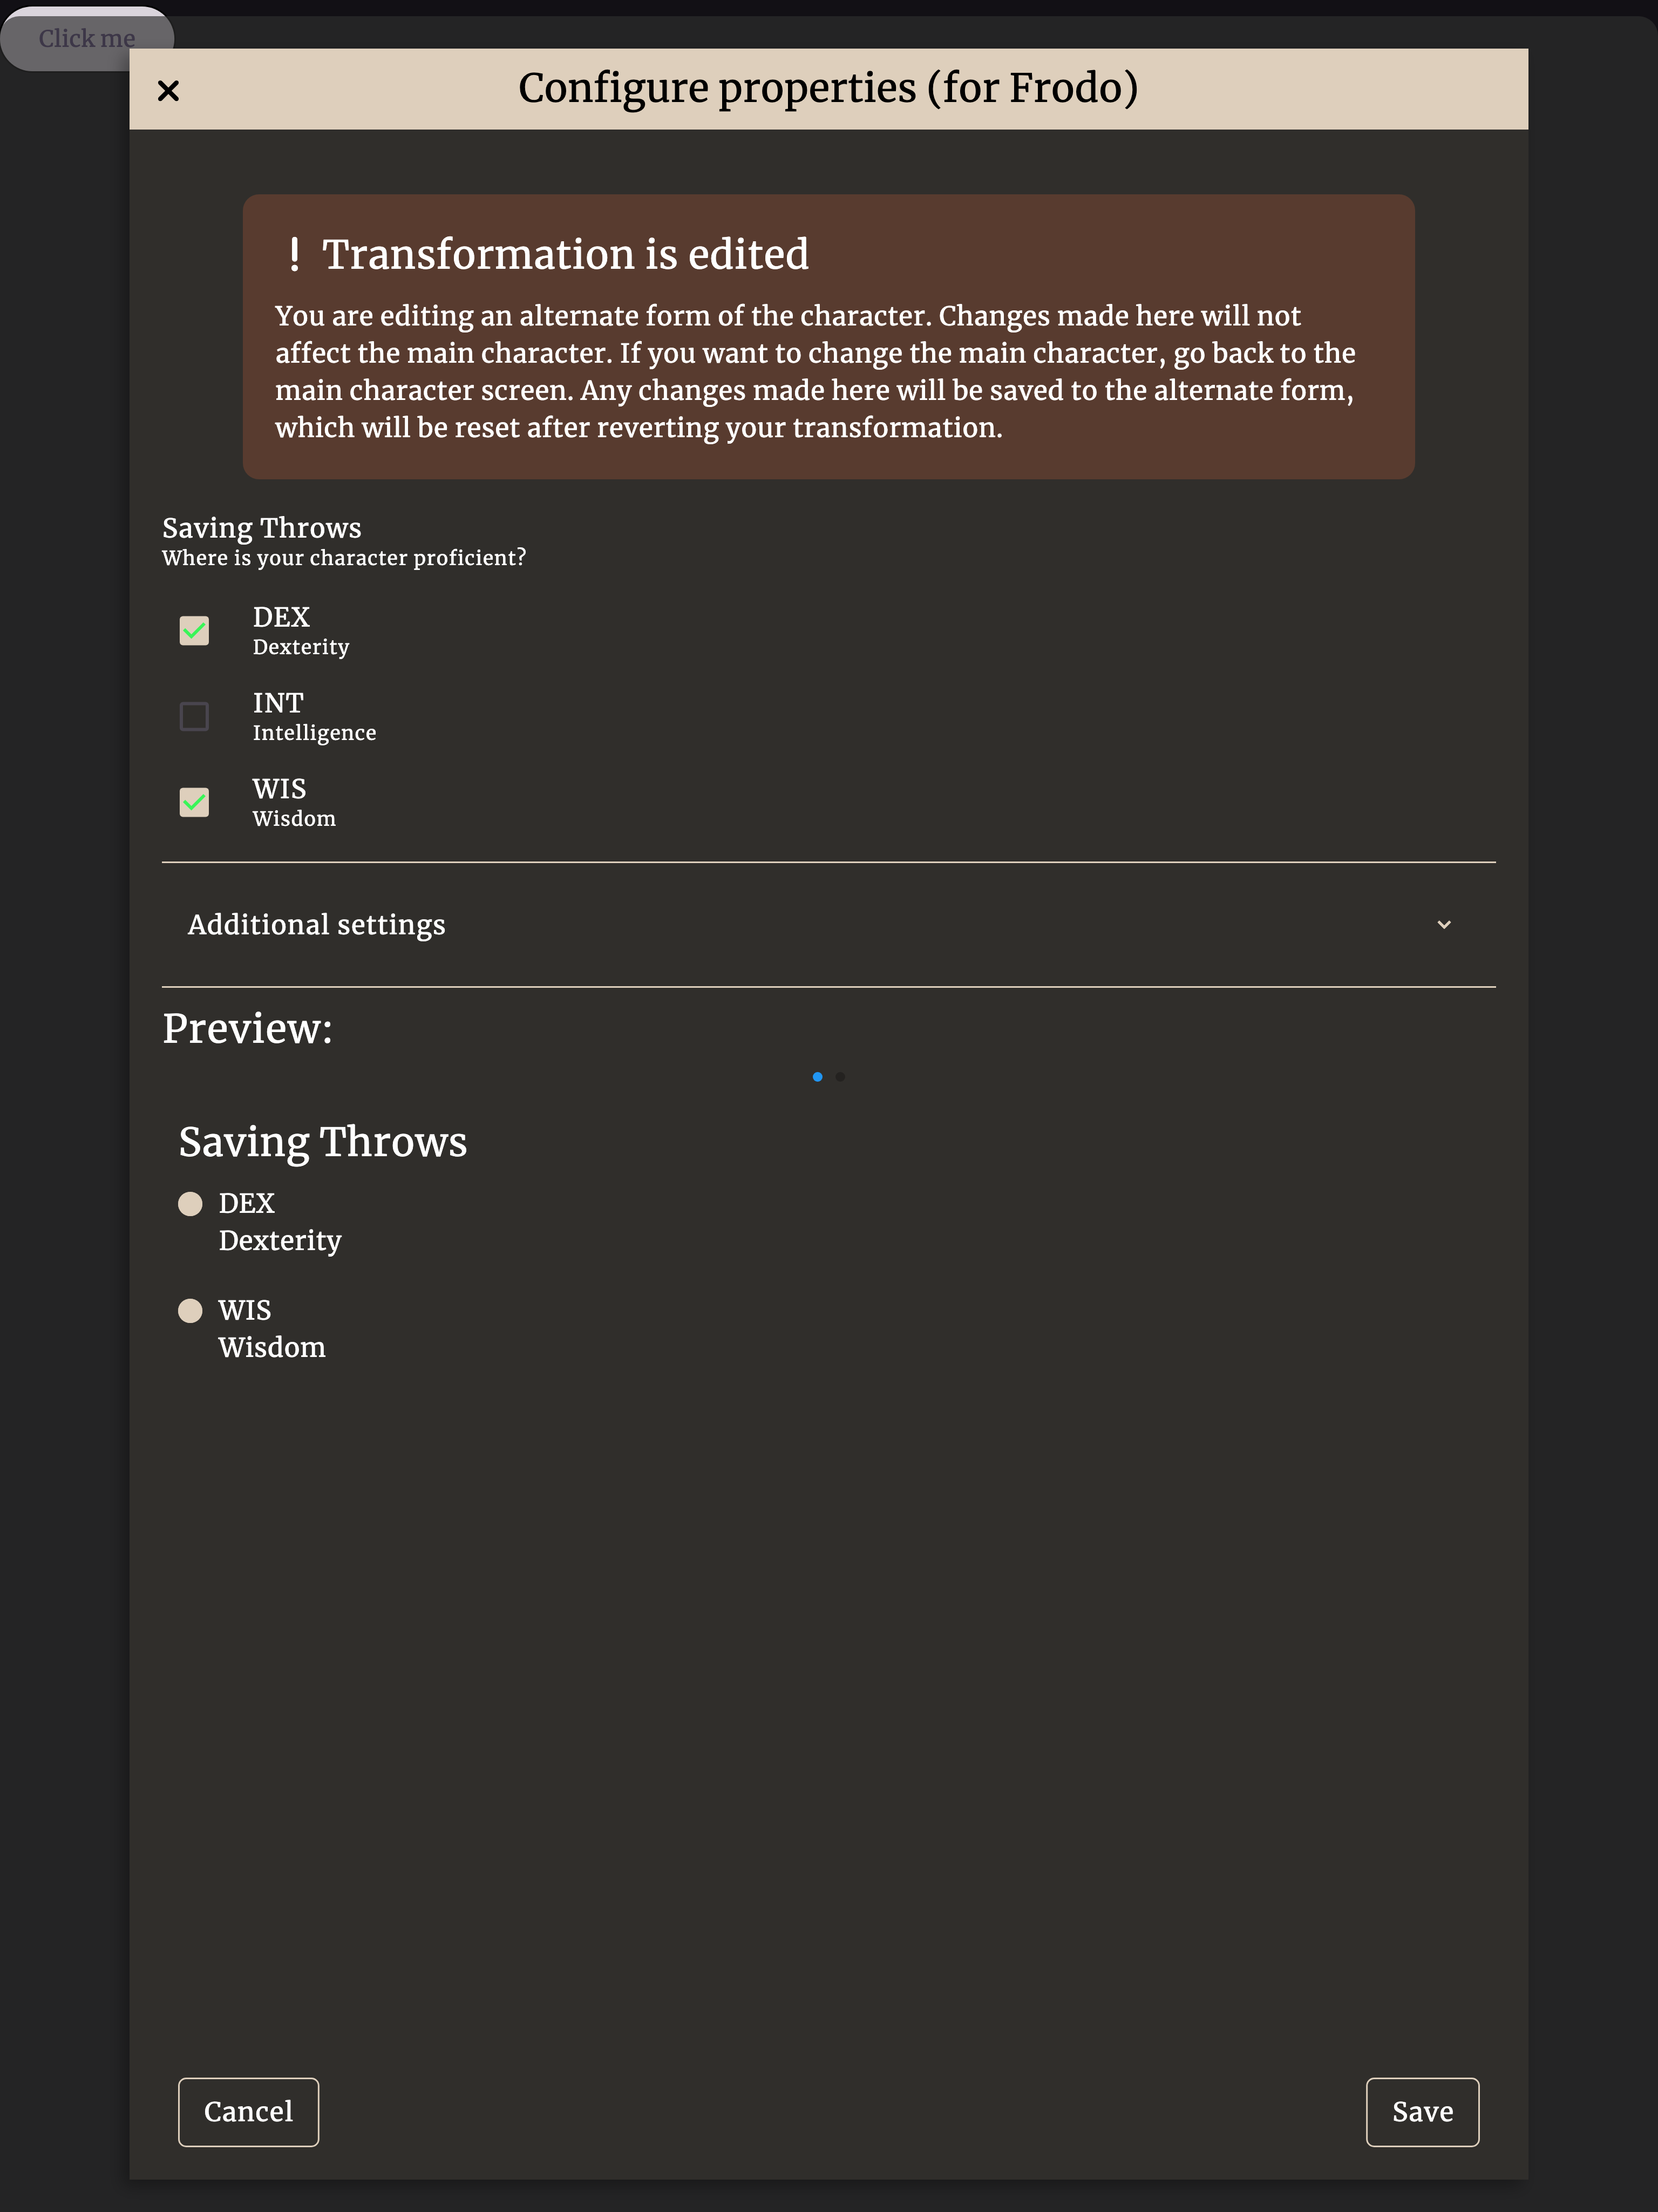 Click me
Configure properties (for Frodo)
! Transformation is edited
You are editing an alternate form of the character. Changes made here will not
affect the main character. If you want to change the main character, go back to the
main character screen. Any changes made here will be saved to the alternate form,
which will be reset after reverting your transformation.
Saving Throws
Where is your character proficient?
DEX
Dexterity
INT
Intelligence
WIS
Wisdom
Additional settings
Preview:
Saving Throws
DEX
Dexterity
WIS
Wisdom
Cancel
Save